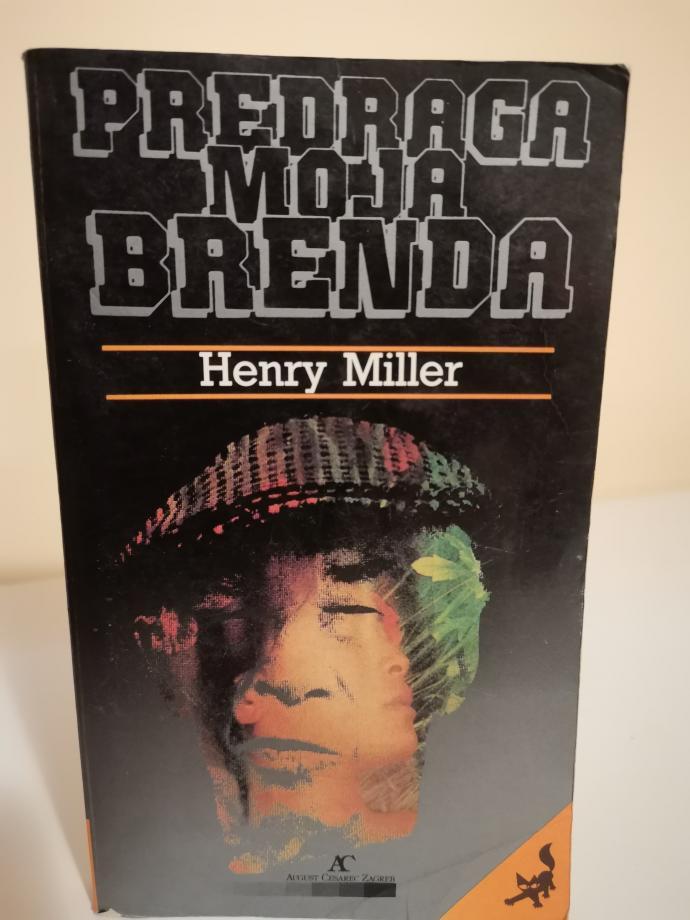 PREDRAGA
MOJA
BRENDA
Henry Miller
AC
AUGUST CESAREC ZAGREB